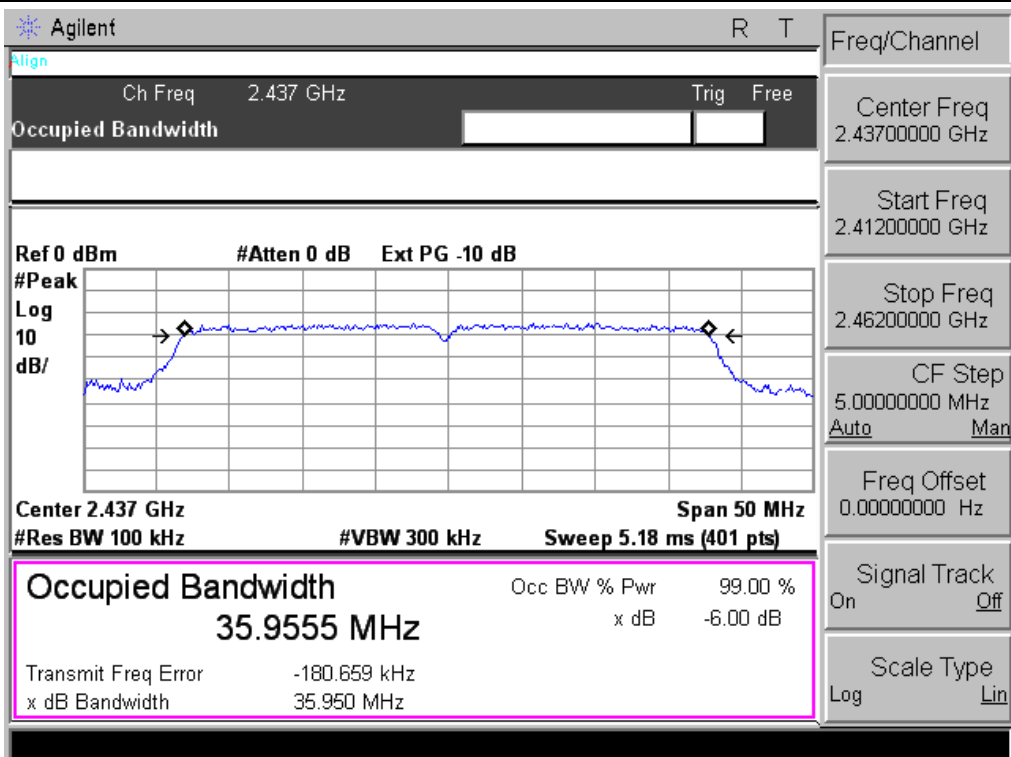 Agilent R T
Align
Ch Freq 2.437 GHz Trig Free
Occupied Bandwidth
Ref 0 dBm #Atten 0 dB Ext PG -10 dB
#Peak
Log
10
dB/
Center 2.437 GHz Span 50 MHz
#Res BW 100 kHz #VBW 300 kHz Sweep 5.18 ms (401 pts)
Occupied Bandwidth Occ BW % Pwr 99.00 %
35.9555 MHz x dB -6.00 dB
Transmit Freq Error -180.659 kHz
x dB Bandwidth 35.950 MHz
Freq/Channel
Center Freq
2.43700000 GHz
Start Freq
2.41200000 GHz
Stop Freq
2.46200000 GHz
CF Step
5.00000000 MHz
Auto Man
Freq Offset
0.00000000 Hz
Signal Track
On Off
Scale Type
Log Lin